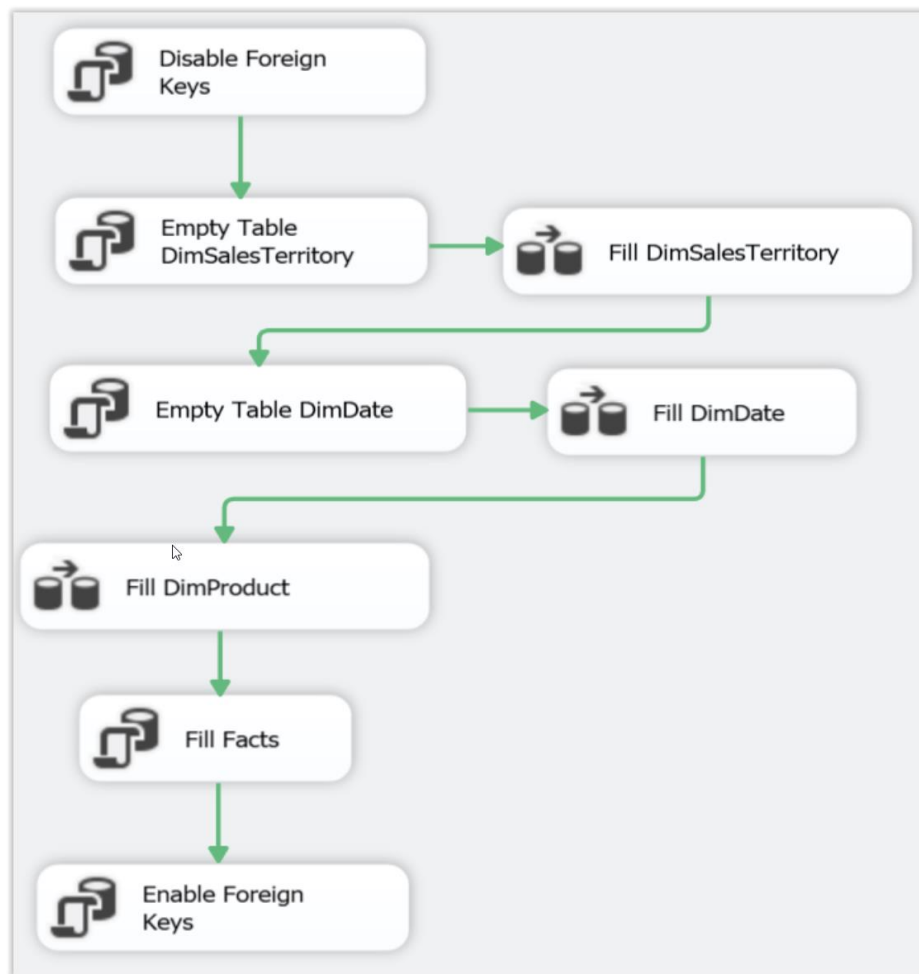 Disable Foreign
Keys
Empty Table
DimSalesTerritory
Fill DimSalesTerritory
Empty Table DimDate
Fill DimDate
Fill DimProduct
Fill Facts
Enable Foreign
Keys